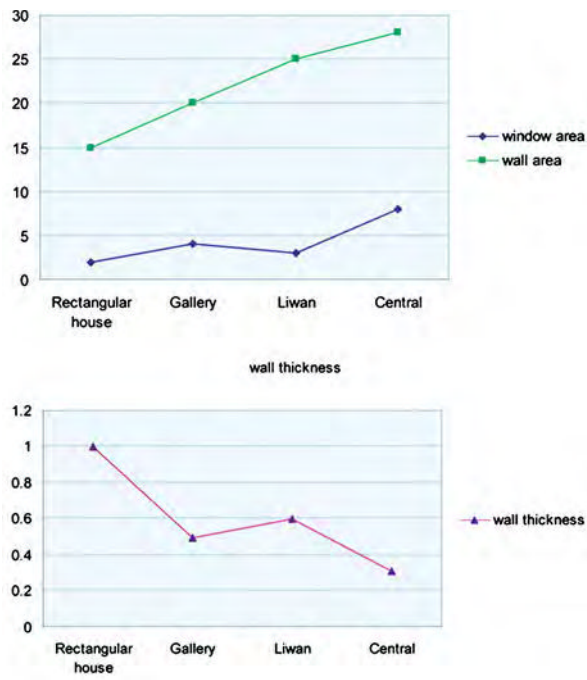 30
25
20
15
10
5
0
window area
wall area
Rectangular house
Gallery
Liwan
Central
wall thickness
1.2
1
0.8
0.6
0.4
0.2
0
wall thickness
Rectangular house
Gallery
Liwan
Central